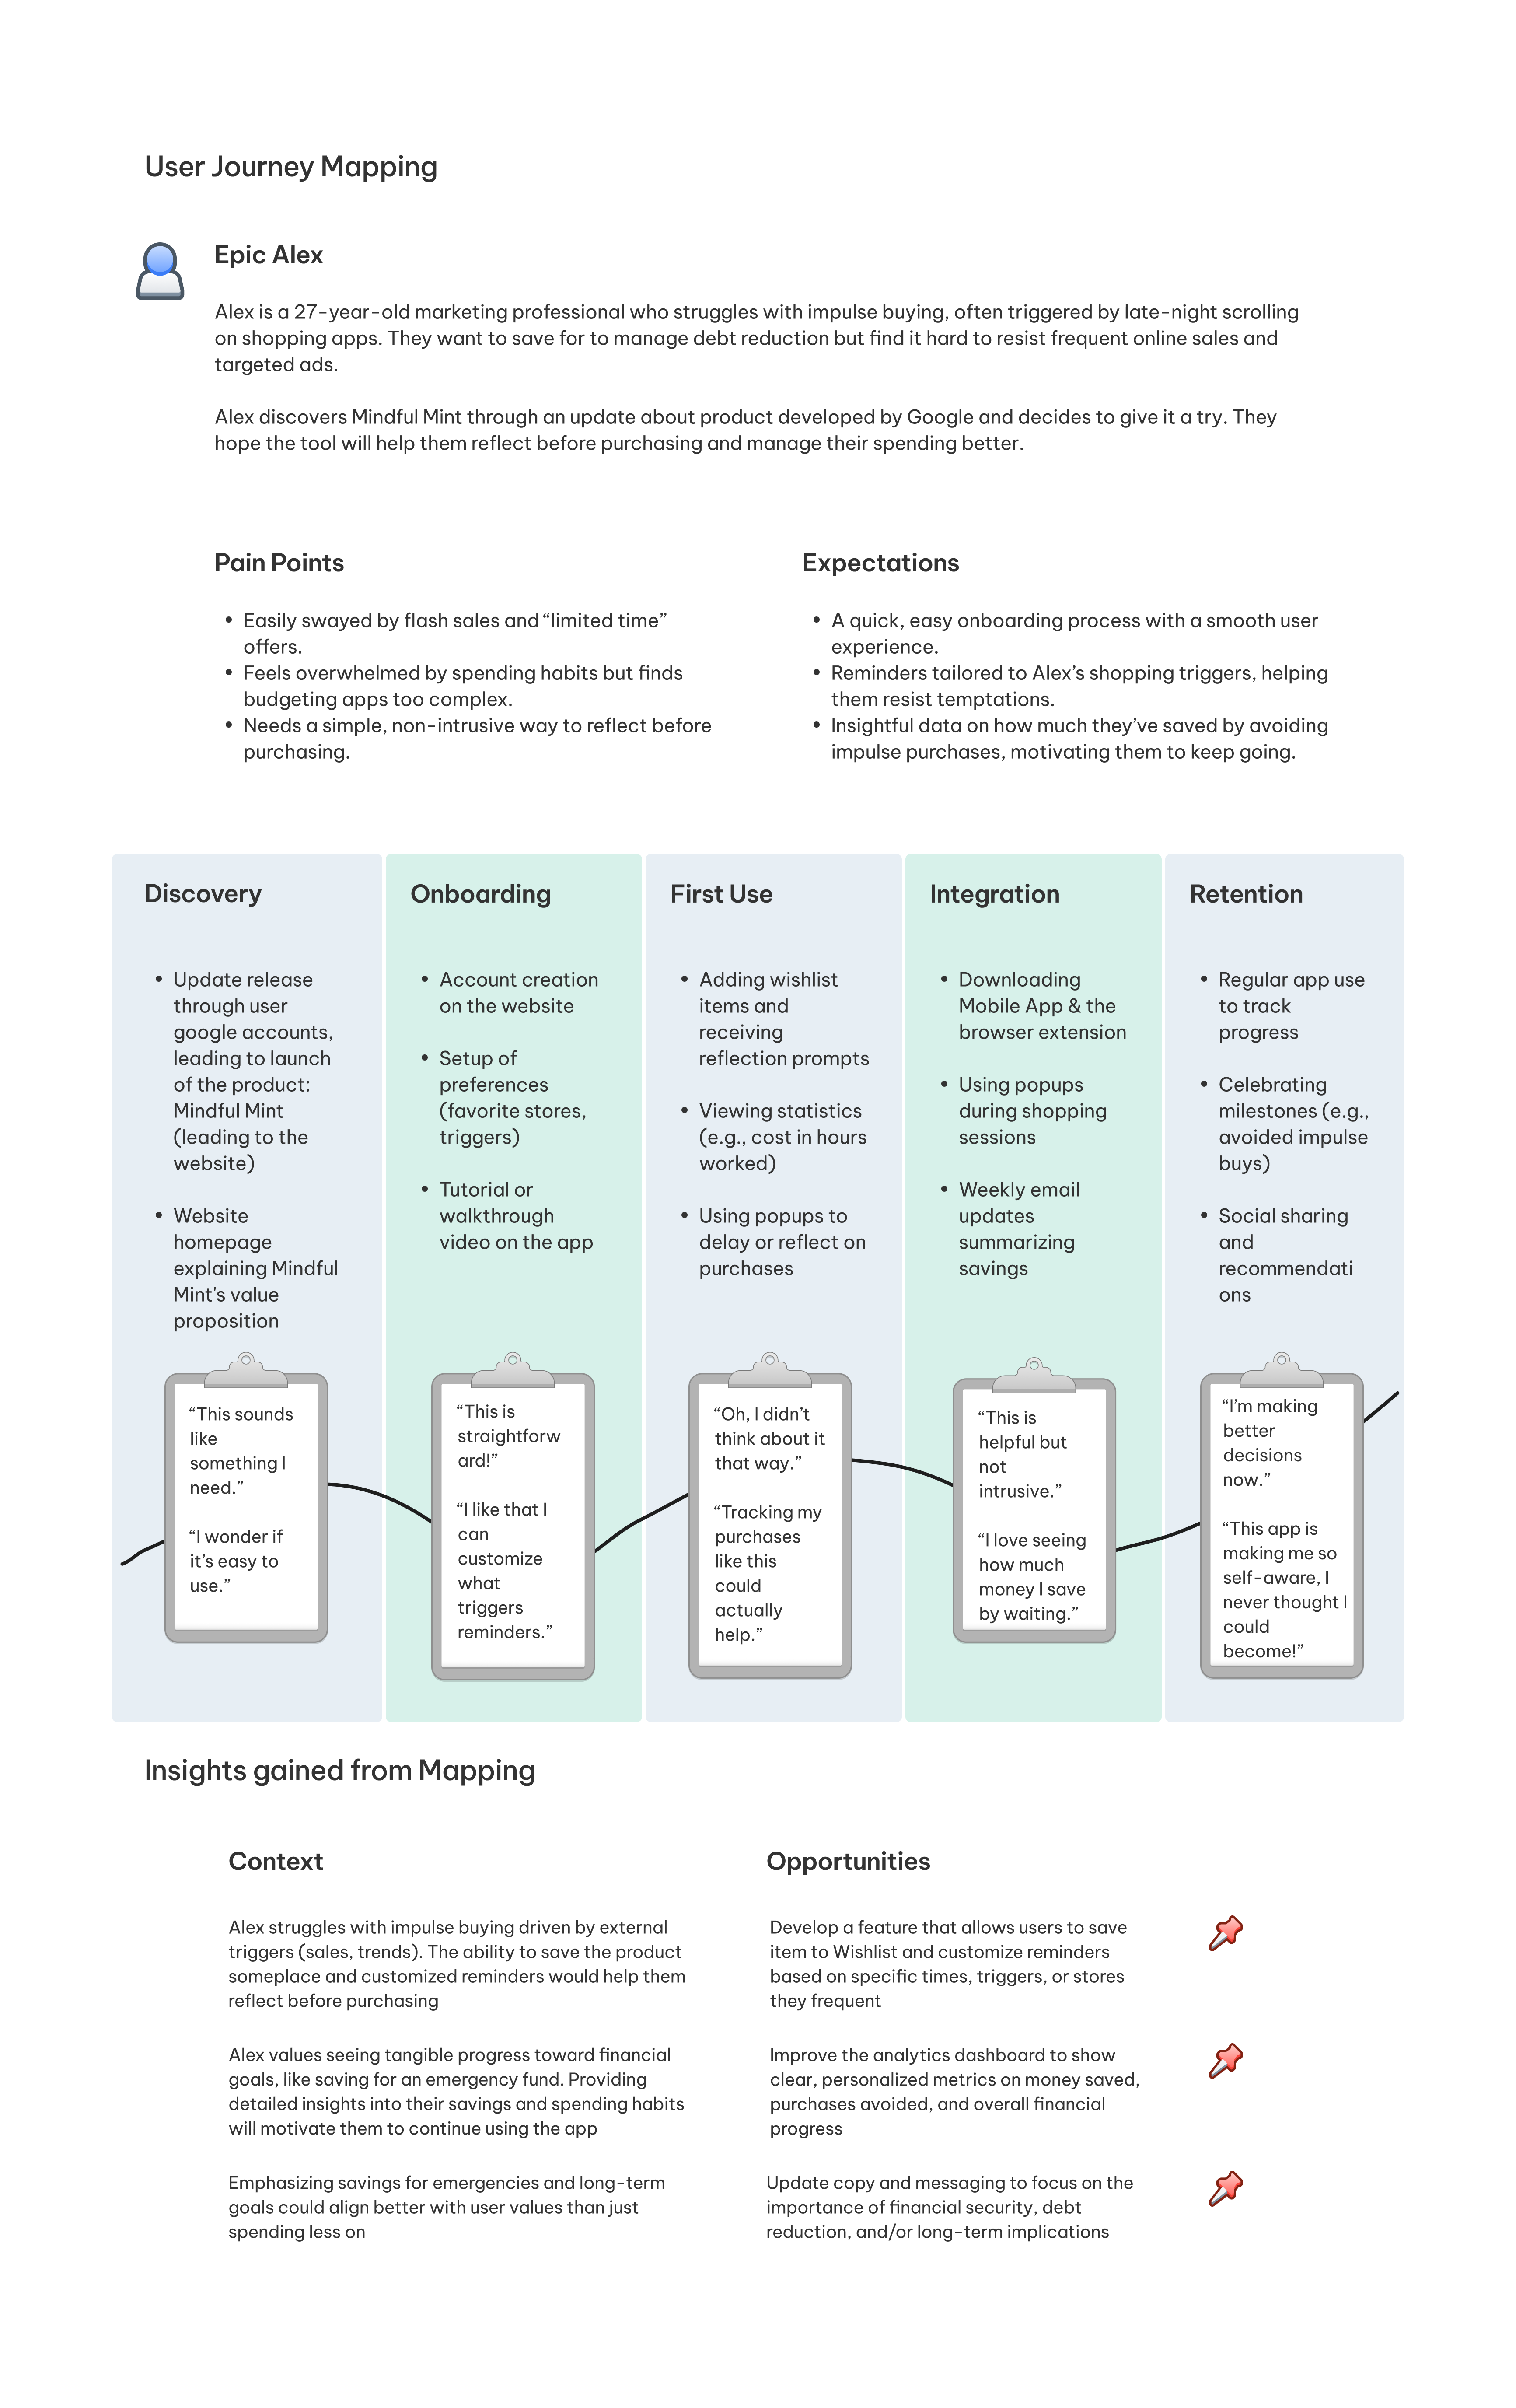 User Journey Mapping
Epic Alex
Alex is a 27-year-old marketing professional who struggles with impulse buying, often triggered by late-night scrolling
on shopping apps. They want to save for to manage debt reduction but find it hard to resist frequent online sales and
targeted ads.
Alex discovers Mindful Mint through an update about product developed by Google and decides to give it a try. They
hope the tool will help them reflect before purchasing and manage their spending better.
Pain Points
• Easily swayed by flash sales and “limited time”
offers.
• Feels overwhelmed by spending habits but finds
budgeting apps too complex.
• Needs a simple, non-intrusive way to reflect before
purchasing.
Expectations
• A quick, easy onboarding process with a smooth user
experience.
• Reminders tailored to Alex’s shopping triggers, helping
them resist temptations.
• Insightful data on how much they’ve saved by avoiding
impulse purchases, motivating them to keep going.
Discovery
• Update release
through user
google accounts,
leading to launch
of the product:
Mindful Mint
(leading to the
website)
• Website
homepage
explaining Mindful
Mint's value
proposition
“This sounds
like
something I
need.”
“I wonder if
it’s easy to
use.”
Onboarding
• Account creation
on the website
• Setup of
preferences
(favorite stores,
triggers)
• Tutorial or
walkthrough
video on the app
“This is
straightforw
ard!”
“I like that I
can
customize
what
triggers
reminders.”
First Use
• Adding wishlist
items and
receiving
reflection prompts
• Viewing statistics
(e.g., cost in hours
worked)
• Using popups to
delay or reflect on
purchases
“Oh, I didn’t
think about it
that way.”
“Tracking my
purchases
like this
could
actually
help.”
Integration
• Downloading
Mobile App & the
browser extension
• Using popups
during shopping
sessions
• Weekly email
updates
summarizing
savings
“This is
helpful but
not
intrusive.”
“I love seeing
how much
money I save
by waiting.”
Retention
• Regular app use
to track
progress
• Celebrating
milestones (e.g.,
avoided impulse
buys)
• Social sharing
and
recommendati
ons
“I’m making
better
decisions
now.”
“This app is
making me so
self-aware, I
never thought I
could
become!”
Insights gained from Mapping
Context
Opportunities
Alex struggles with impulse buying driven by external
triggers (sales, trends). The ability to save the product
someplace and customized reminders would help them
reflect before purchasing
Develop a feature that allows users to save
item to Wishlist and customize reminders
based on specific times, triggers, or stores
they frequent
Alex values seeing tangible progress toward financial
goals, like saving for an emergency fund. Providing
detailed insights into their savings and spending habits
will motivate them to continue using the app
Improve the analytics dashboard to show
clear, personalized metrics on money saved,
purchases avoided, and overall financial
progress
Emphasizing savings for emergencies and long-term
goals could align better with user values than just
spending less on
Update copy and messaging to focus on the
importance of financial security, debt
reduction, and/or long-term implications